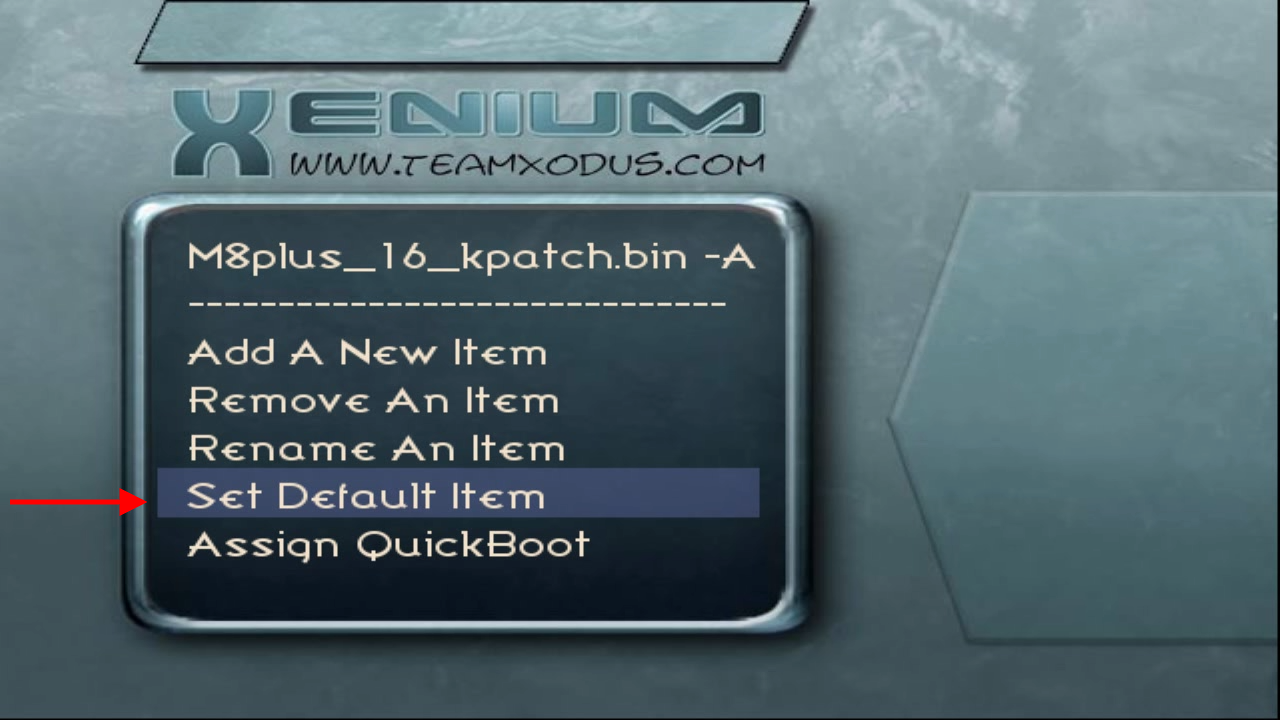 XENIUM
WWW.TEAMXODUS.COM
M8plus_16_kpatch.bin -A
------------------------------
Add A New Item
Remove An Item
Rename An Item
Set Default Item
Assign QuickBoot